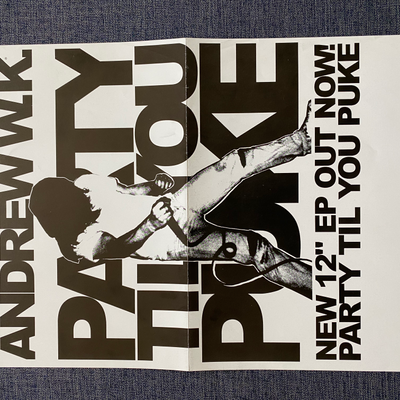 ANDREW W.K.
PARTY
TIL YOU
PUKE
NEW 12" EP OUT NOW!
PARTY TIL YOU PUKE